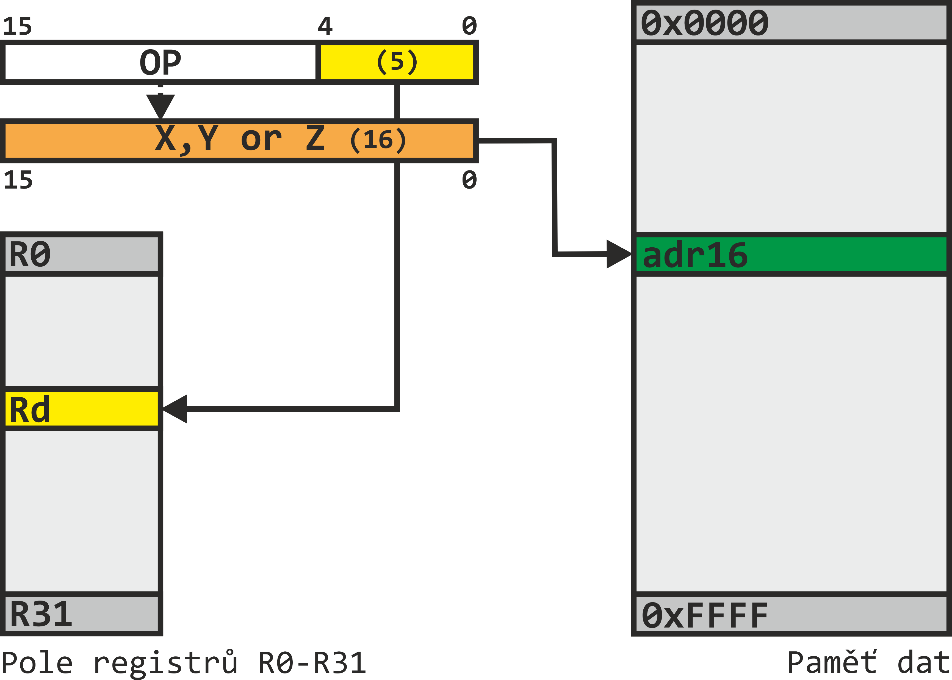 15 4 0
0x0000
OP (5)
X,Y or Z (16)
15 0
R0
adr16
Rd
R31
0xFFFF
Pole registrů R0-R31
Paměť dat